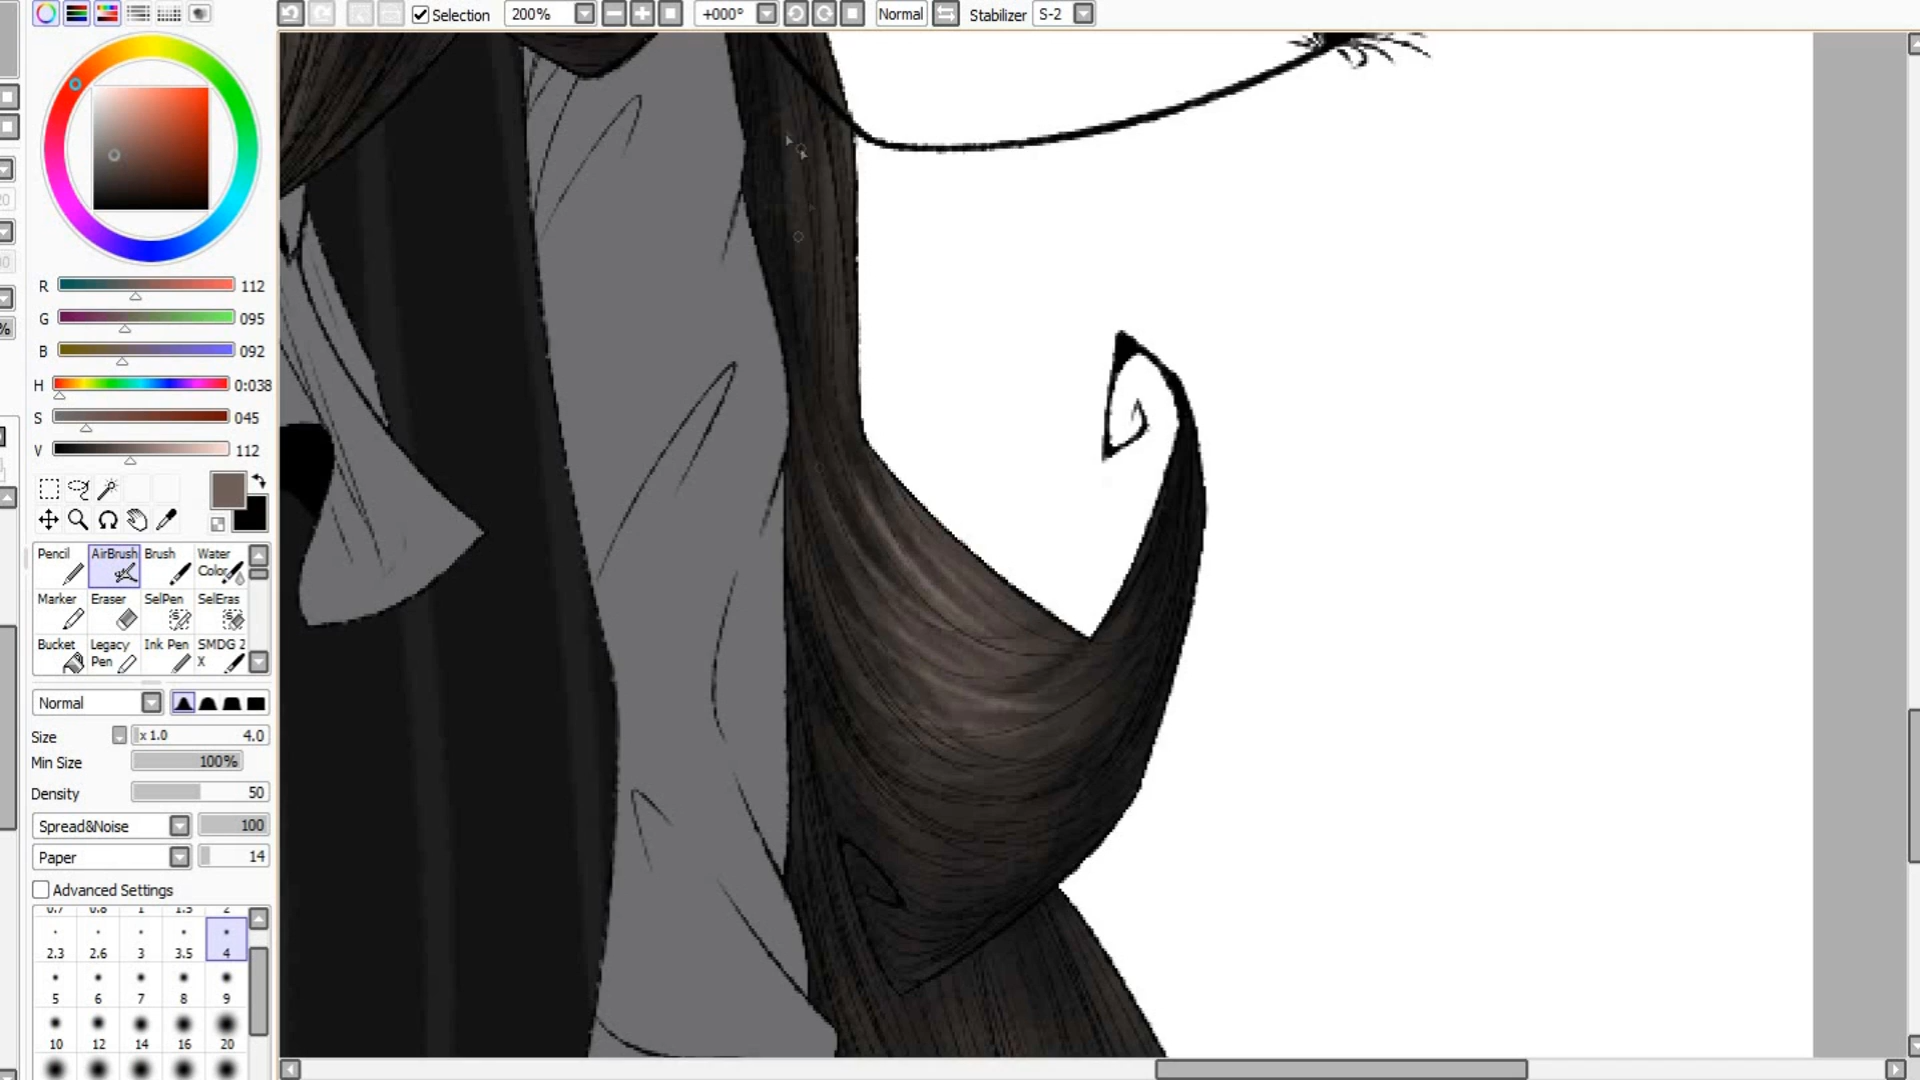 Selection 200% +000° Normal Stabilizer S-2
R 112
G 095
B 092
H 0:038
S 045
V 112
Pencil AirBrush Brush Water Color
Marker Eraser SelPen SelEras
Bucket Legacy Pen Ink Pen SMDG 2 X
Normal
Size x 1.0 4.0
Min Size 100%
Density 50
Spread&Noise 100
Paper 14
Advanced Settings
0.7 0.8 1 1.5 2
2.3 2.6 3 3.5 4
5 6 7 8 9
10 12 14 16 20